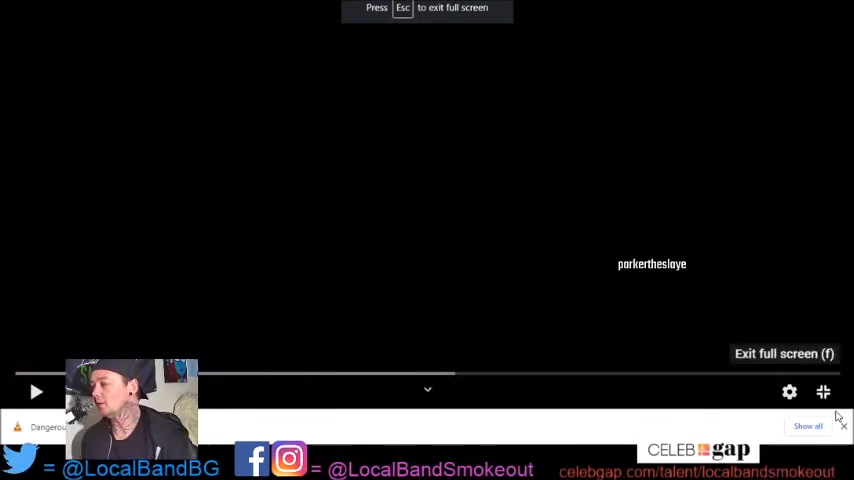 Press Esc to exit full screen
parkertheslaye
Exit full screen (f)
Dangerou
Show all
CELEB gap
= @LocalBandBG
= @LocalBandSmokeout
celebgap.com/talent/localbandsmokeout